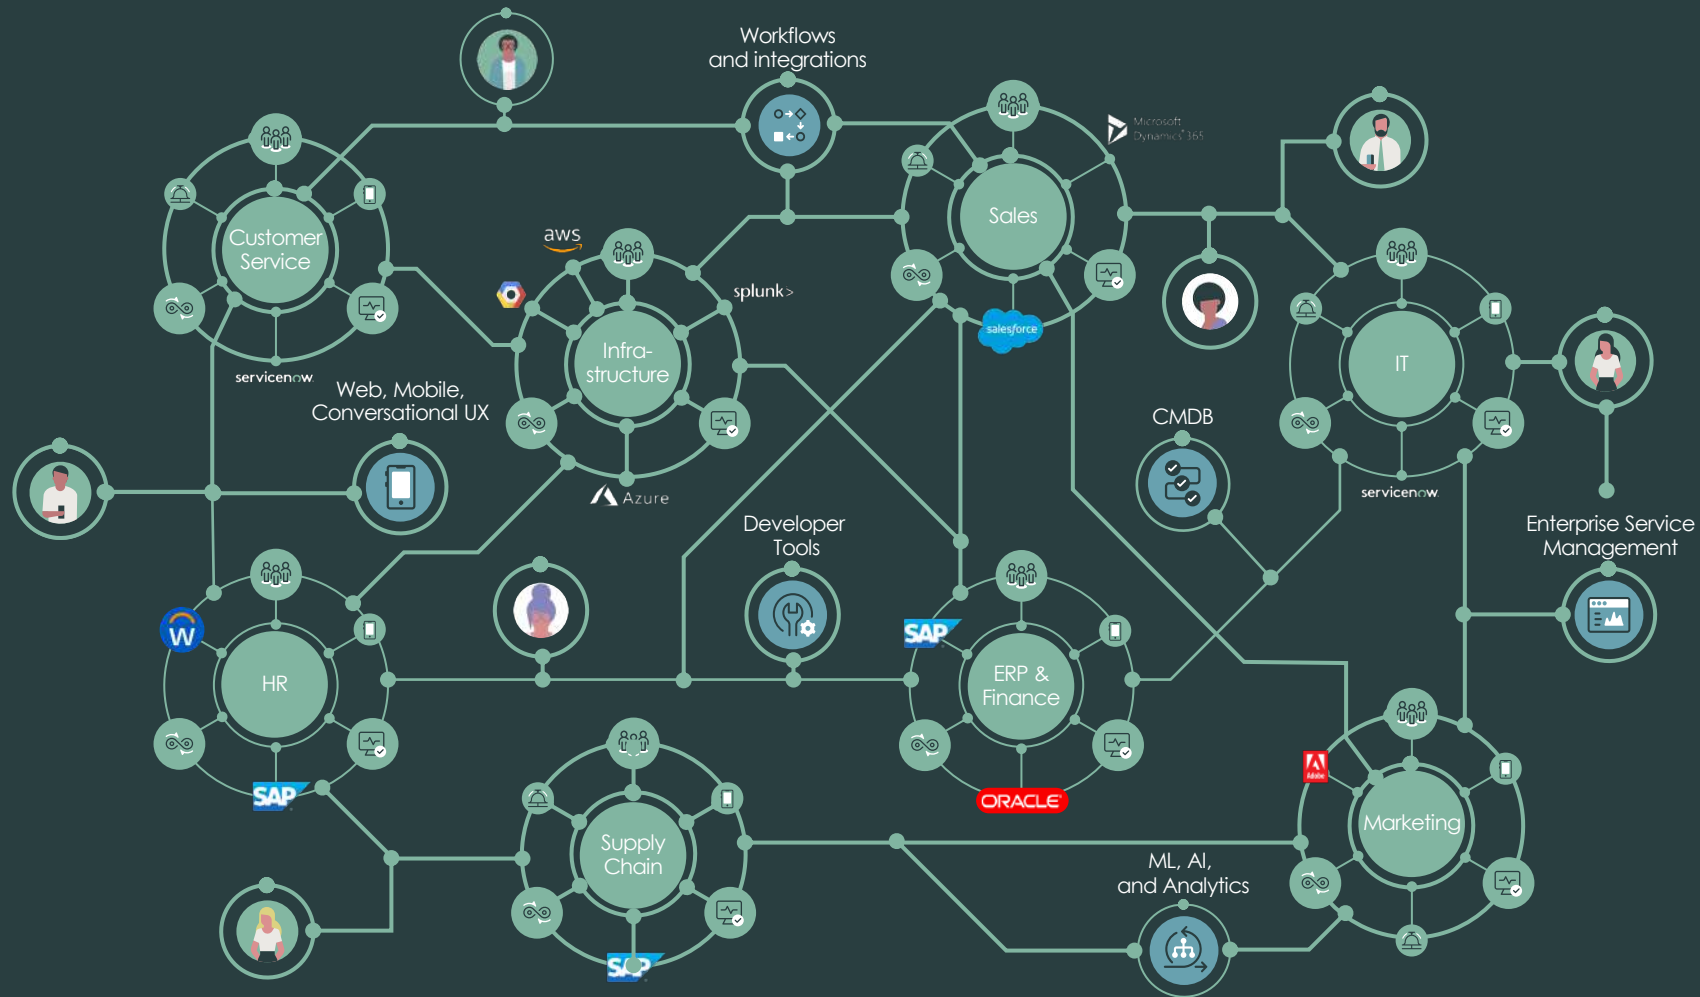 Workflows
and integrations
Microsoft
Dynamics 365
Sales
Customer
Service
aws
splunk>
salesforce
Infra-
structure
IT
servicenow.
Web, Mobile,
Conversational UX
CMDB
Azure
servicenow.
Developer
Tools
Enterprise Service
Management
W
SAP
HR
ERP &
Finance
Adobe
SAP
ORACLE
Marketing
Supply
Chain
ML, AI,
and Analytics
SAP